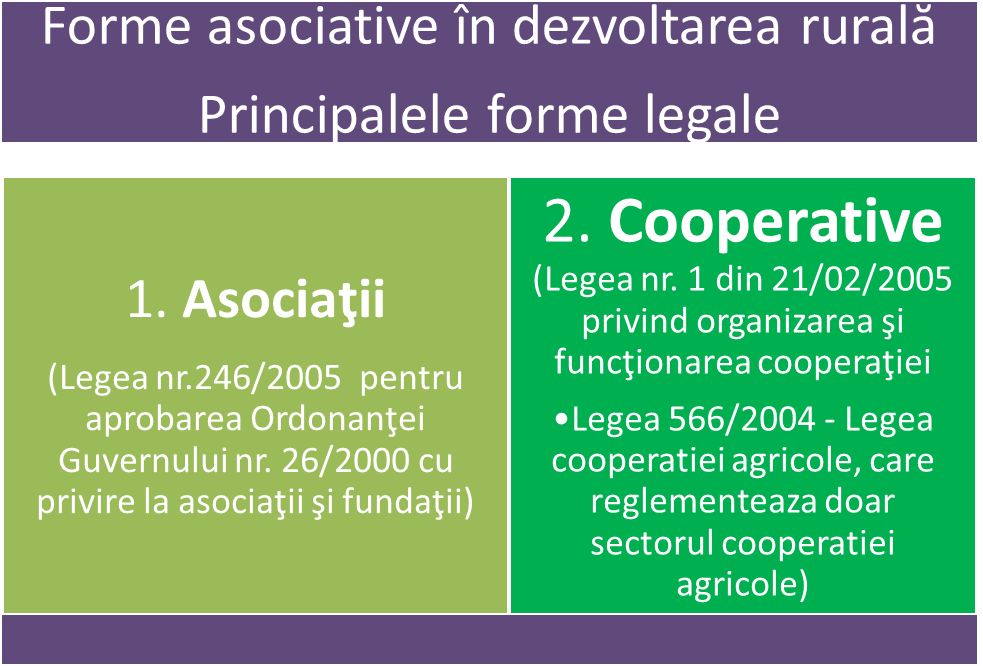 Forme asociative în dezvoltarea rurală
Principalele forme legale
1. Asociaţii
(Legea nr.246/2005 pentru
aprobarea Ordonanţei
Guvernului nr. 26/2000 cu
privire la asociaţii şi fundaţii)
2. Cooperative
(Legea nr. 1 din 21/02/2005
privind organizarea şi
funcţionarea cooperaţiei
•Legea 566/2004 - Legea
cooperatiei agricole, care
reglementeaza doar
sectorul cooperatiei
agricole)